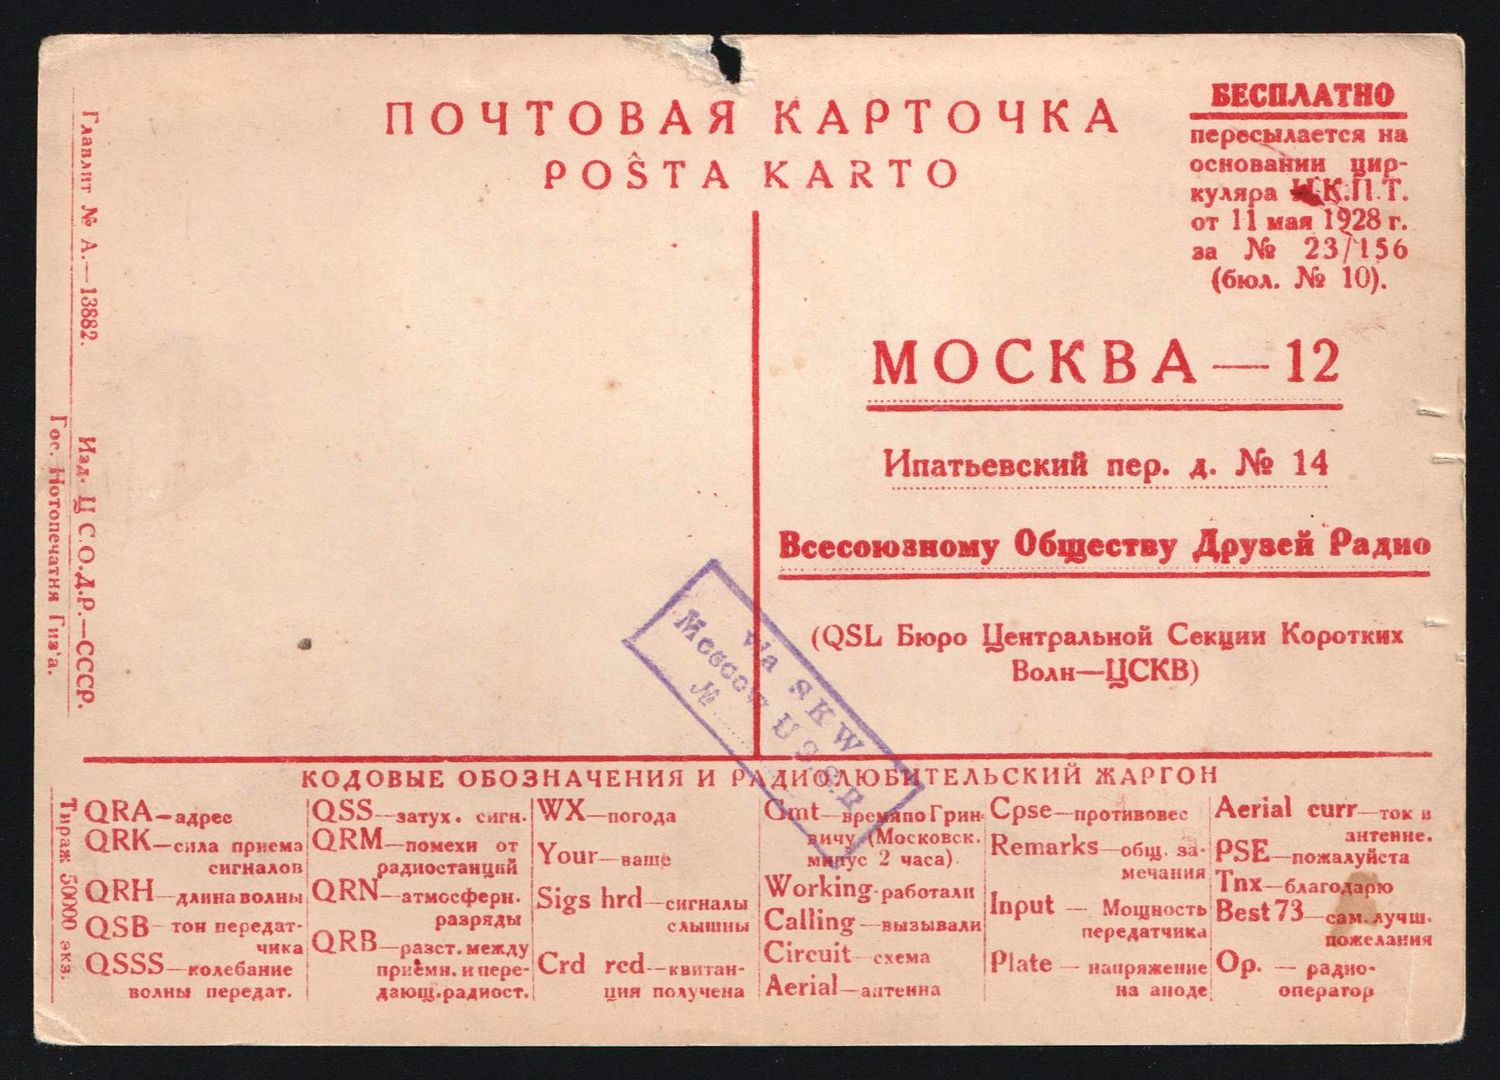 ПОЧТОВАЯ КАРТОЧКА
POŜTA KARTO
БЕСПЛАТНО
пересылается на
основании цир-
куляра Н.К.П.Т.
от 11 мая 1928 г.
за № 23/156
(бюл. № 10).
МОСКВА — 12
Ипатьевский пер. д. № 14
Всесоюзному Обществу Друзей Радио
(QSL Бюро Центральной Секции Коротких
Волн—ЦСКВ)
Главлит № А.—13882.
Изд. Ц С.О.Д.Р.—СССР.
Гос. Нотопечатня Гиз'а.
Тираж 50000 экз.
via SKW
Moscow U.S.S.R.
№
КОДОВЫЕ ОБОЗНАЧЕНИЯ И РАДИОЛЮБИТЕЛЬСКИЙ ЖАРГОН
QRA—адрес
QRK—сила приема
сигналов
QRH—длина волны
QSB—тон передат-
чика
QSSS—колебание
волны передат.
QSS—затух. сигн.
QRM—помехи от
радиостанций
QRN—атмосферн.
разряды
QRB—разст. между
приемн. и пере-
дающ. радиост.
WX—погода
Your—ваше
Sigs hrd—сигналы
слышны
Crd rcd—квитан-
ция получена
Gmt—время по Грин-
вичу (Московск.
минус 2 часа)
Working-работали
Calling—вызывали
Circuit—схема
Aerial—антенна
Cpse—противовес
Remarks—общ. за-
мечания
Input — Мощность
передатчика
Plate — напряжение
на аноде
Aerial curr—ток в
антенне.
PSE—пожалуйста
Tnx—благодарю
Best 73—сам. лучш.
пожелания
Op. — радио-
оператор